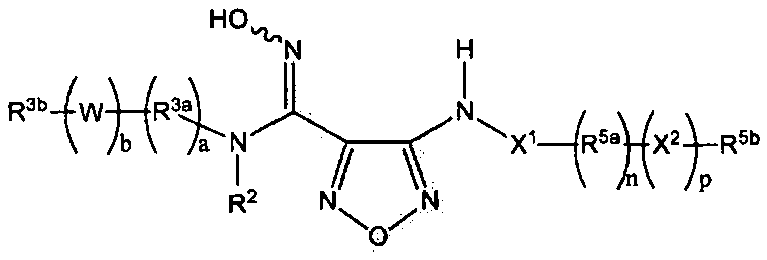 HO
N
H
R³ᵇ (W)b (R³ᵃ)a N N X¹ (R⁵ᵃ)n (X²)p R⁵ᵇ
R² N N
O